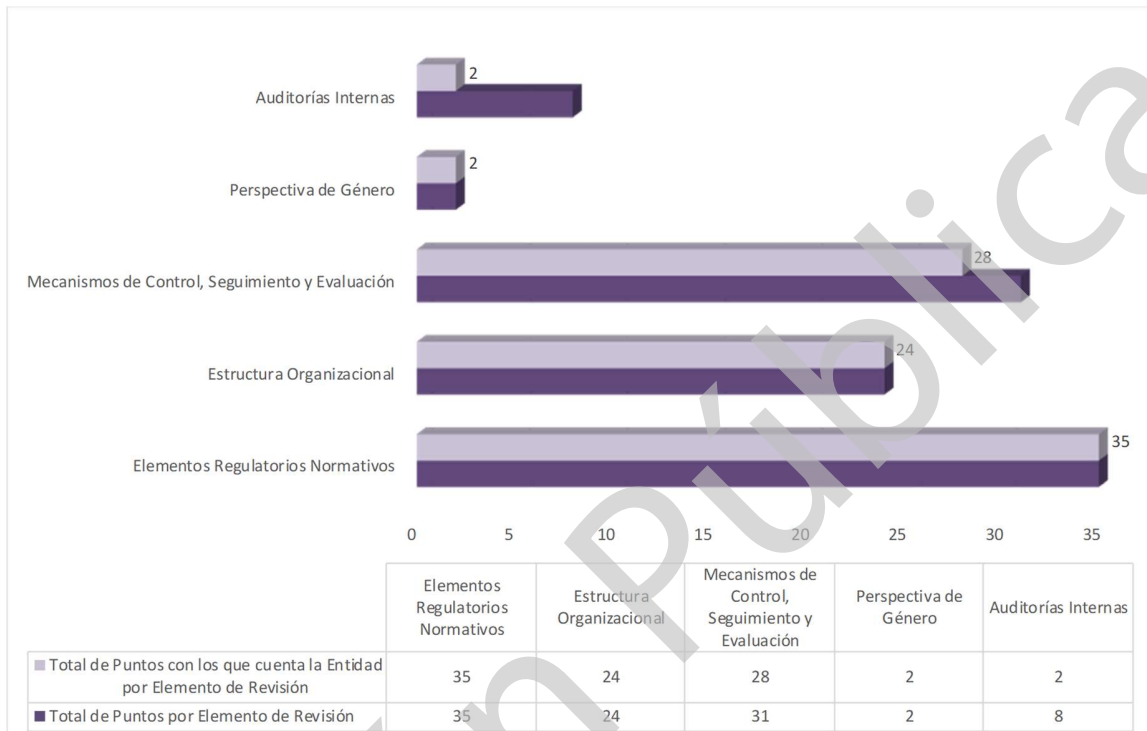 Auditorías Internas
2
Perspectiva de Género
2
Mecanismos de Control, Seguimiento y Evaluación
28
Estructura Organizacional
24
Elementos Regulatorios Normativos
35
0 5 10 15 20 25 30 35
Elementos
Regulatorios
Normativos
Estructura
Organizacional
Mecanismos de
Control,
Seguimiento y
Evaluación
Perspectiva de
Género
Auditorías Internas
Total de Puntos con los que cuenta la Entidad
por Elemento de Revisión
35 24 28 2 2
Total de Puntos por Elemento de Revisión 35 24 31 2 8
Pública